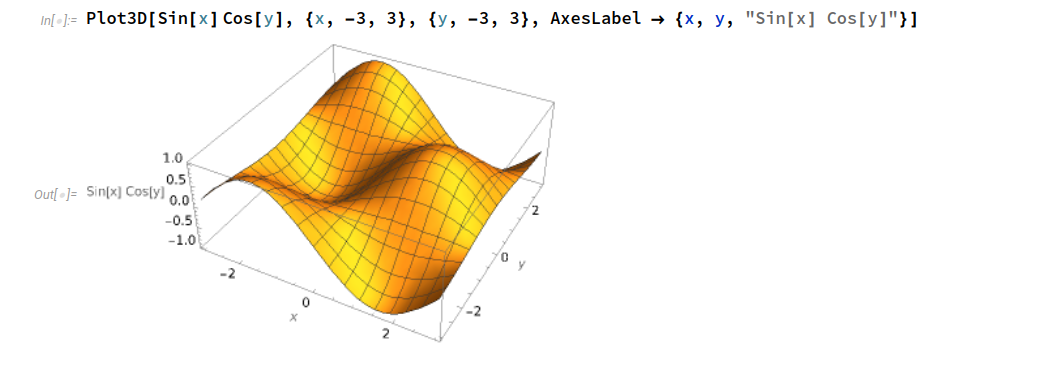 In[◦]:= Plot3D[Sin[x] Cos[y], {x, -3, 3}, {y, -3, 3}, AxesLabel → {x, y, "Sin[x] Cos[y]"}]
1.0
0.5
Out[◦]= Sin[x] Cos[y] 0.0
-0.5
-1.0
-2
0
x
2
2
0
y
-2